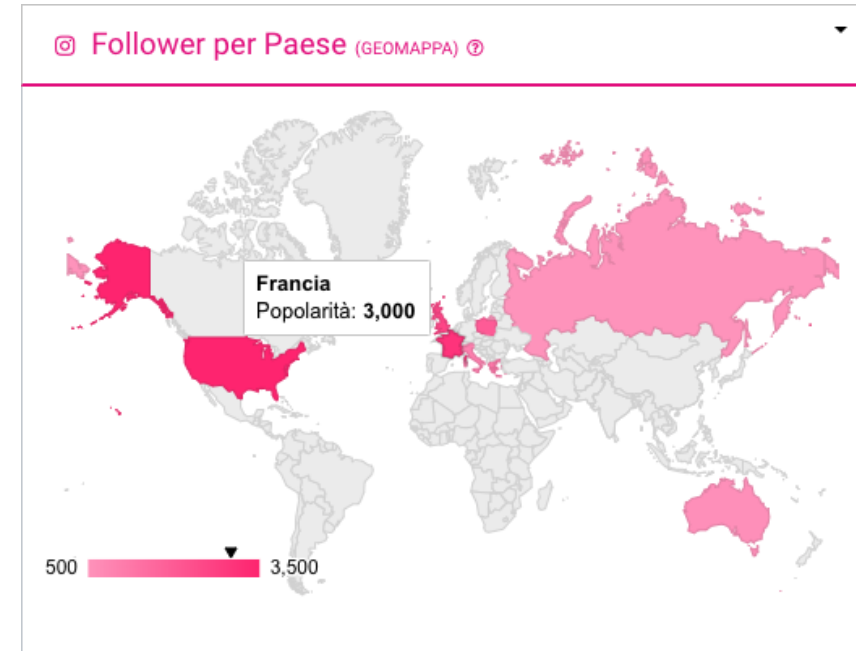 Follower per Paese (GEOMAPPA) ?
Francia
Popolarità: 3,000
500
3,500